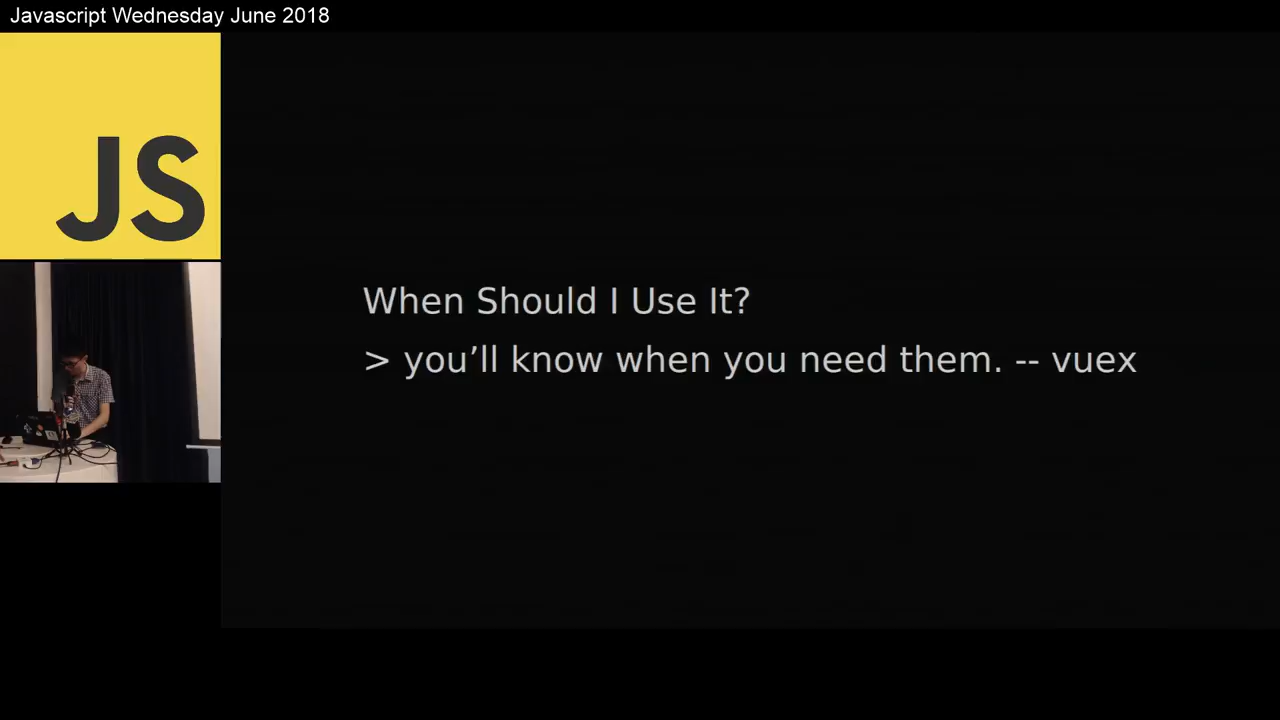 Javascript Wednesday June 2018
JS
When Should I Use It?
> you’ll know when you need them. -- vuex